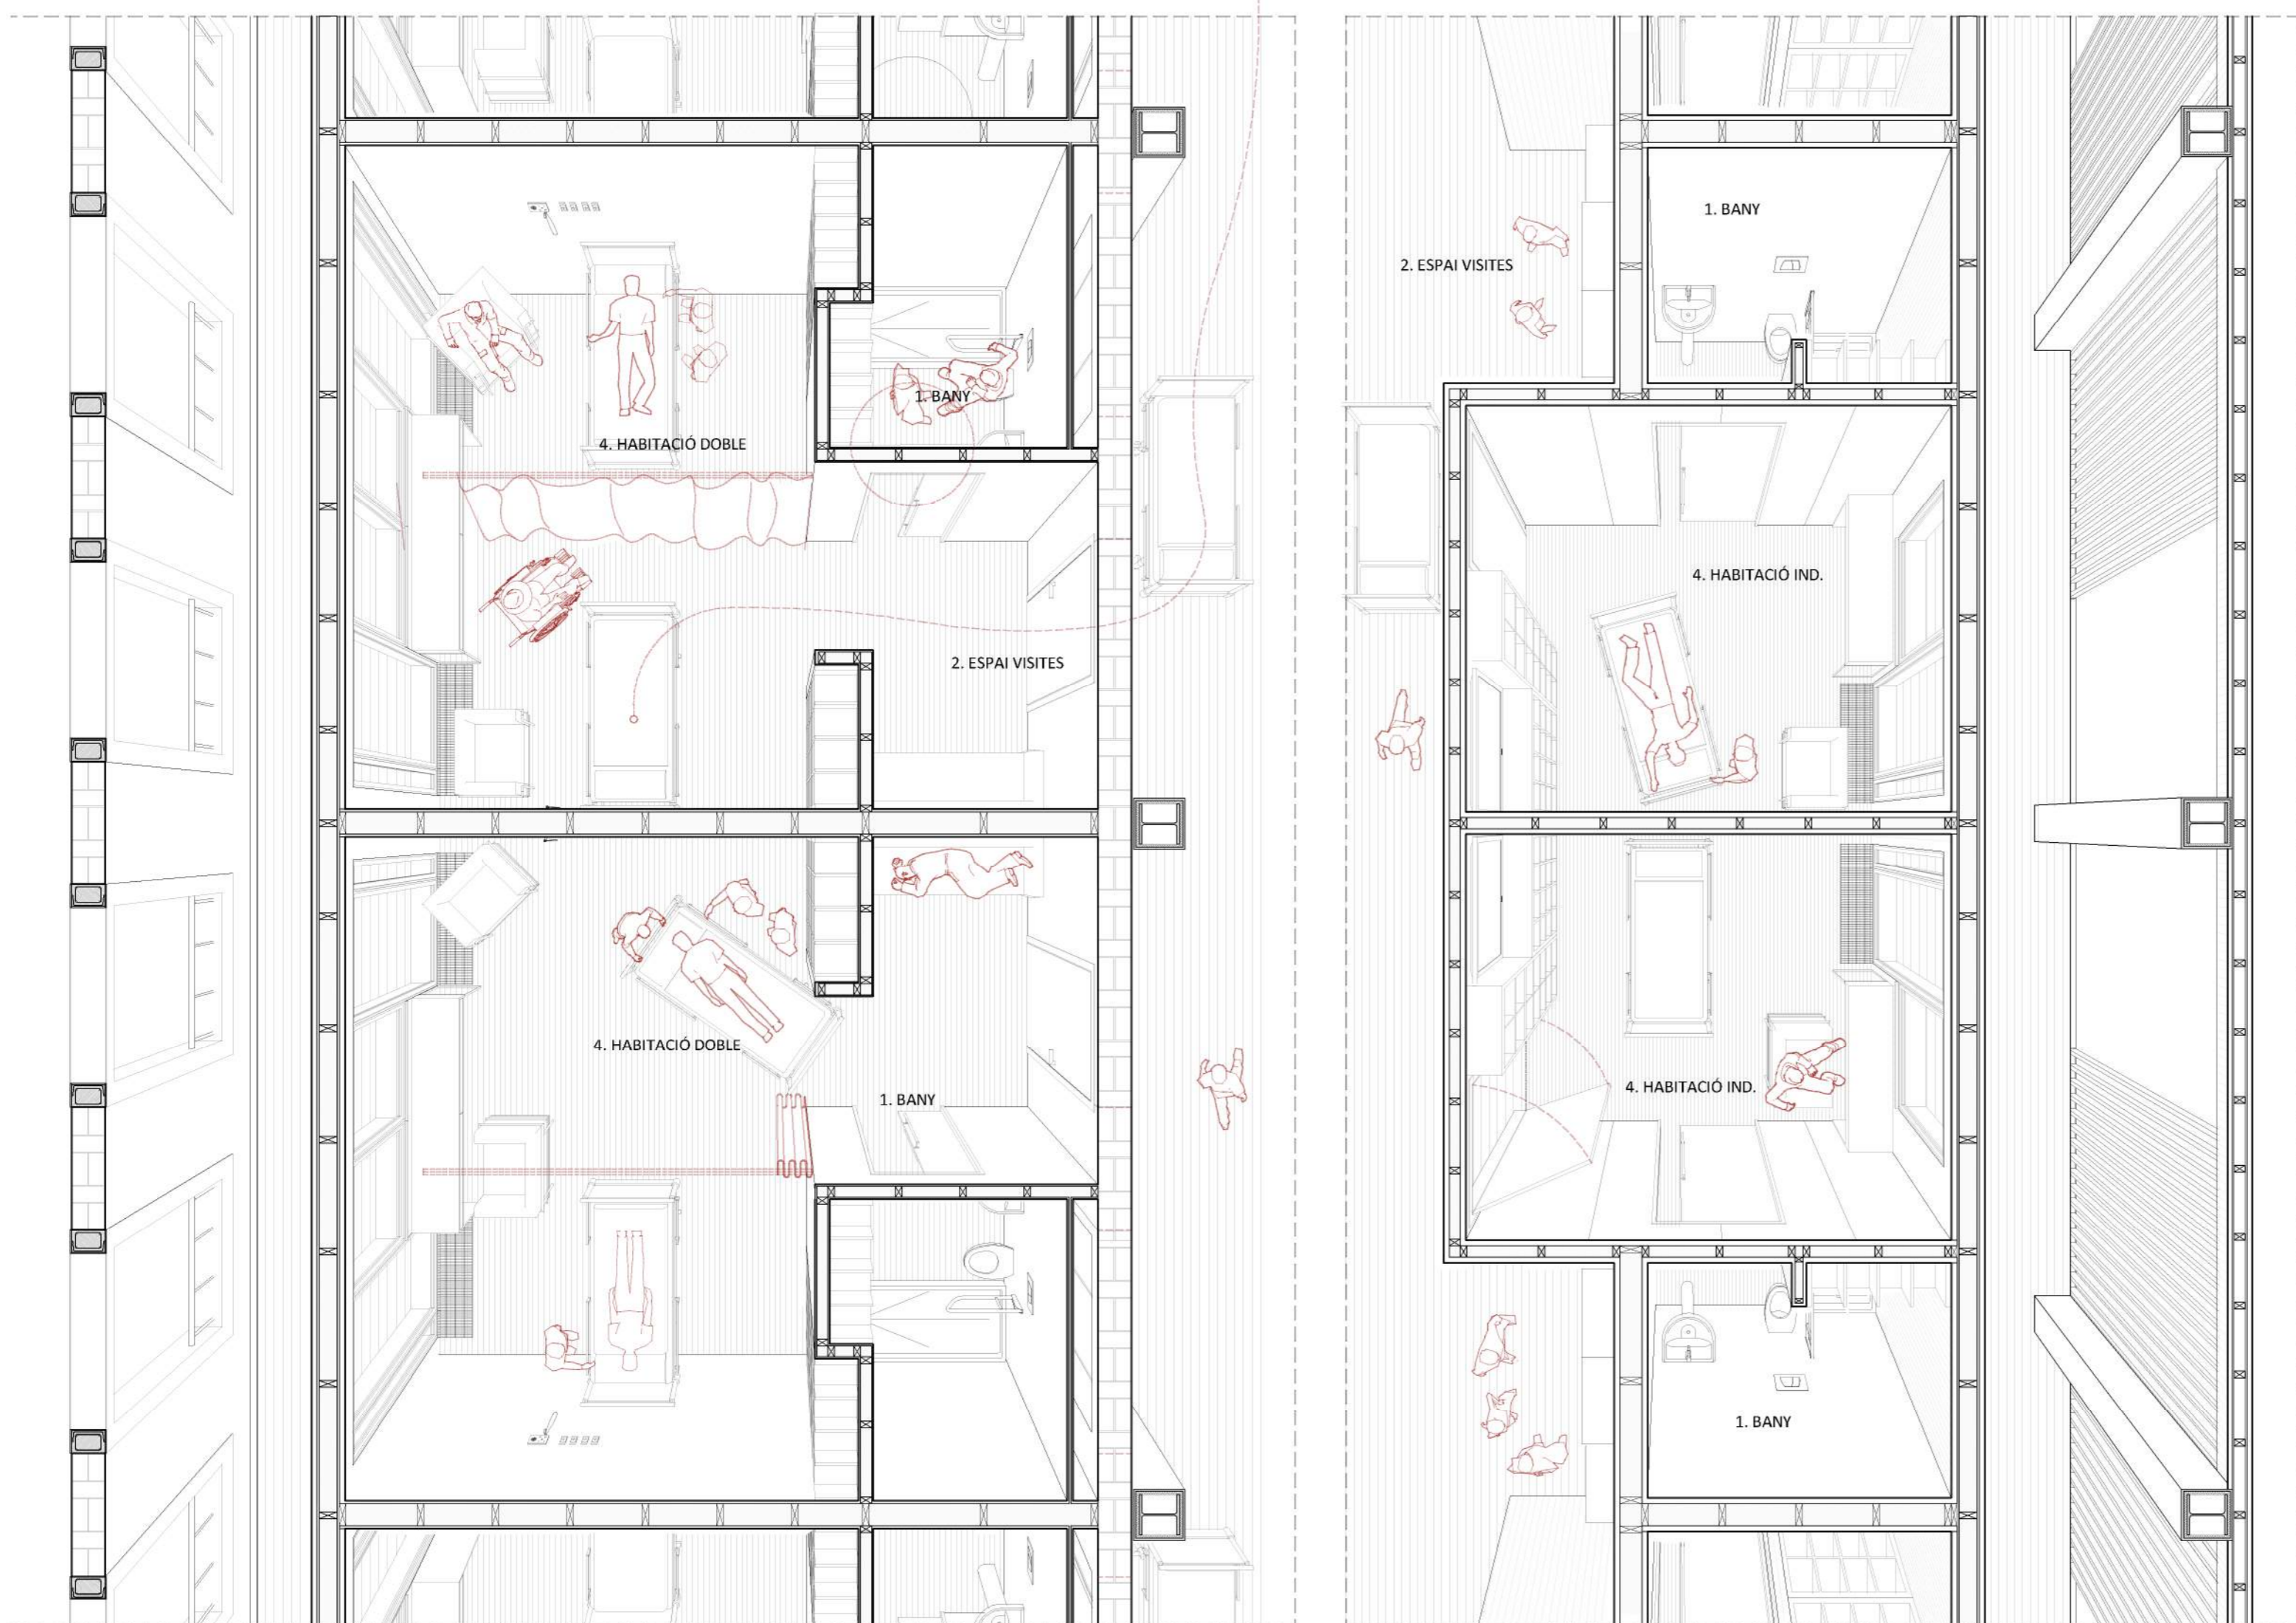 1. BANY
2. ESPAI VISITES
1. BANY
4. HABITACIÓ DOBLE
4. HABITACIÓ IND.
2. ESPAI VISITES
4. HABITACIÓ DOBLE
4. HABITACIÓ IND.
1. BANY
1. BANY